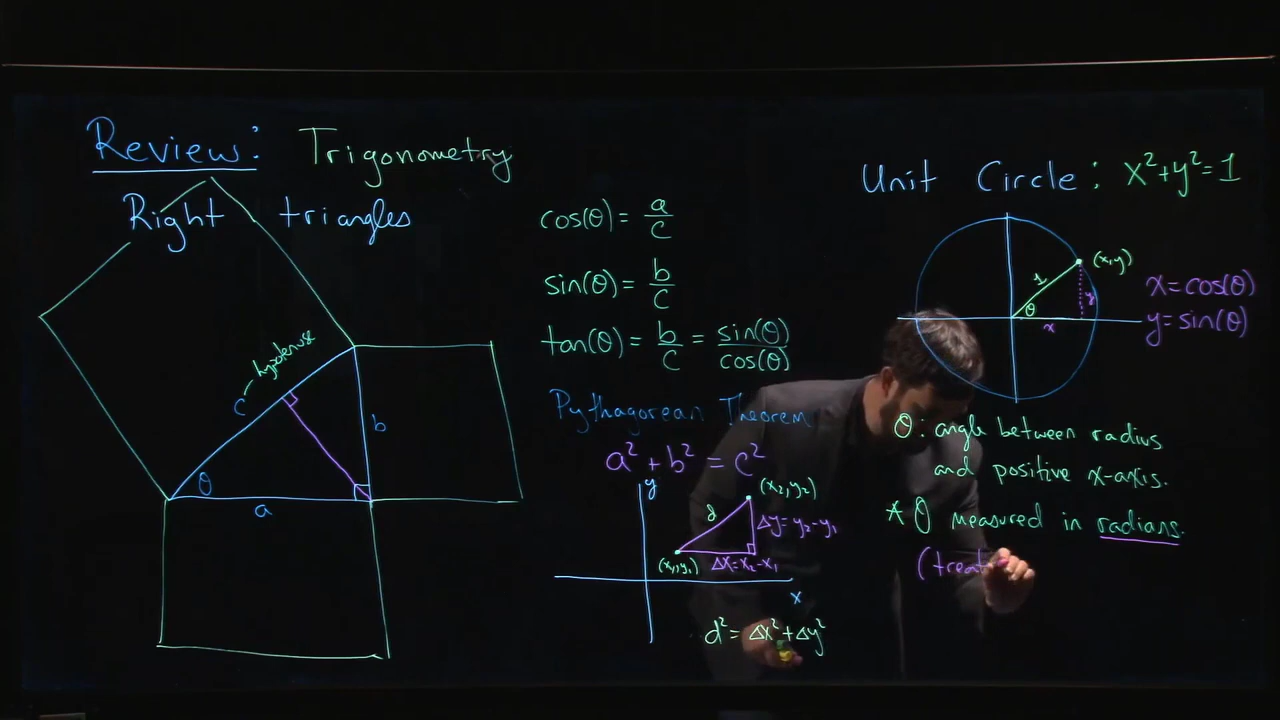 Review: Trigonometry
Right triangles
c
hypotenuse
θ
a
b
cos(θ) = a/c
sin(θ) = b/c
tan(θ) = b/c = sin(θ)/cos(θ)
Pythagorean Theorem
a² + b² = c²
y
(x₂,y₂)
d
Δy = y₂-y₁
(x₁,y₁)
Δx = x₂-x₁
x
d² = Δx² + Δy²
Unit Circle: x²+y²=1
(x,y)
1
θ
y
x
x = cos(θ)
y = sin(θ)
θ: angle between radius
and positive x-axis.
* θ measured in radians.
(treat